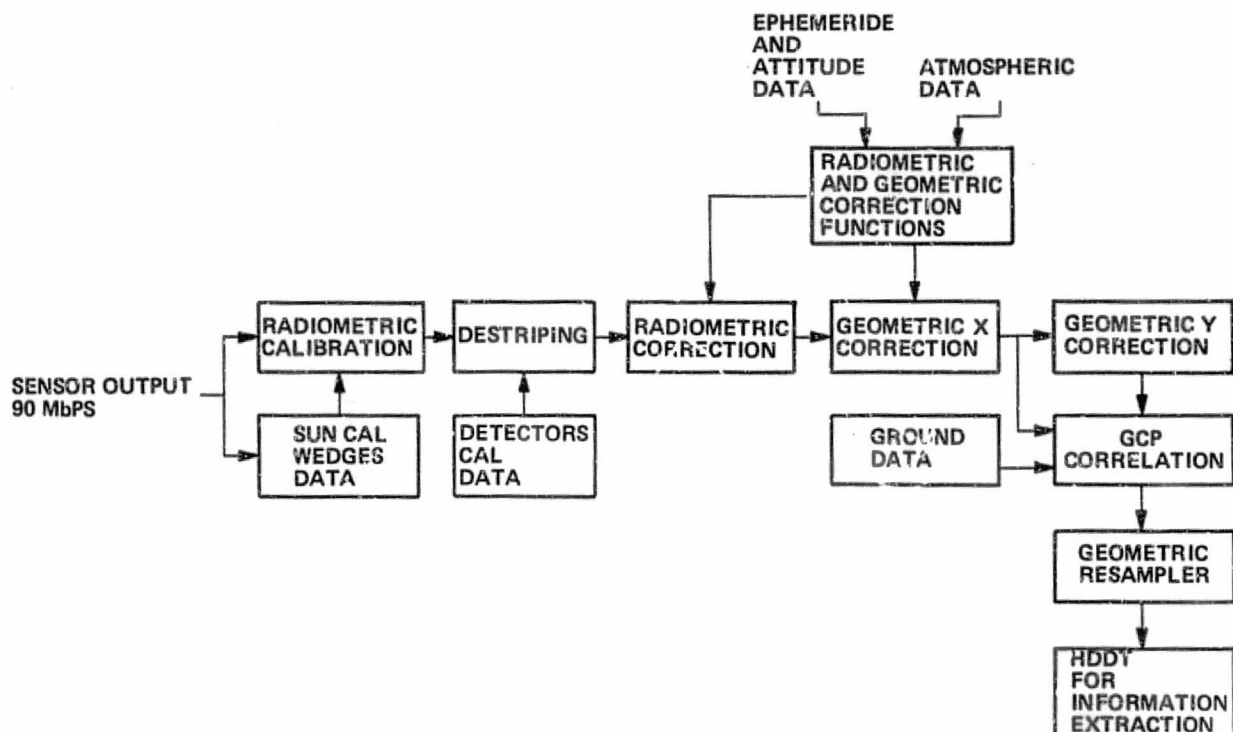 EPHEMERIDE
AND
ATTITUDE
DATA
ATMOSPHERIC
DATA
RADIOMETRIC
AND GEOMETRIC
CORRECTION
FUNCTIONS
SENSOR OUTPUT
90 MbPS
RADIOMETRIC
CALIBRATION
DESTRIPING
RADIOMETRIC
CORRECTION
GEOMETRIC X
CORRECTION
GEOMETRIC Y
CORRECTION
SUN CAL
WEDGES
DATA
DETECTORS
CAL
DATA
GROUND
DATA
GCP
CORRELATION
GEOMETRIC
RESAMPLER
HDDT
FOR
INFORMATION
EXTRACTION